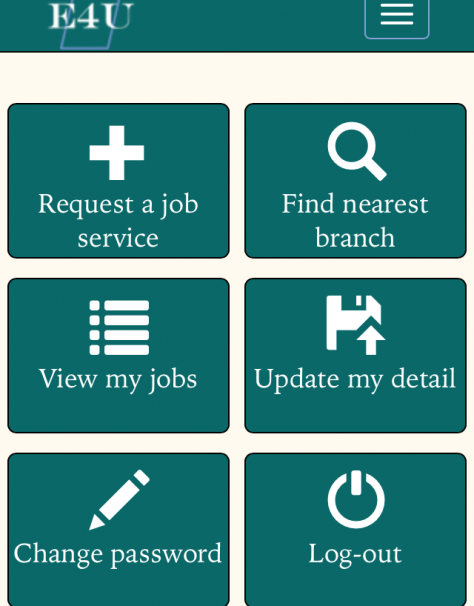 E4U
Request a job
service
Find nearest
branch
View my jobs
Update my detail
Change password
Log-out